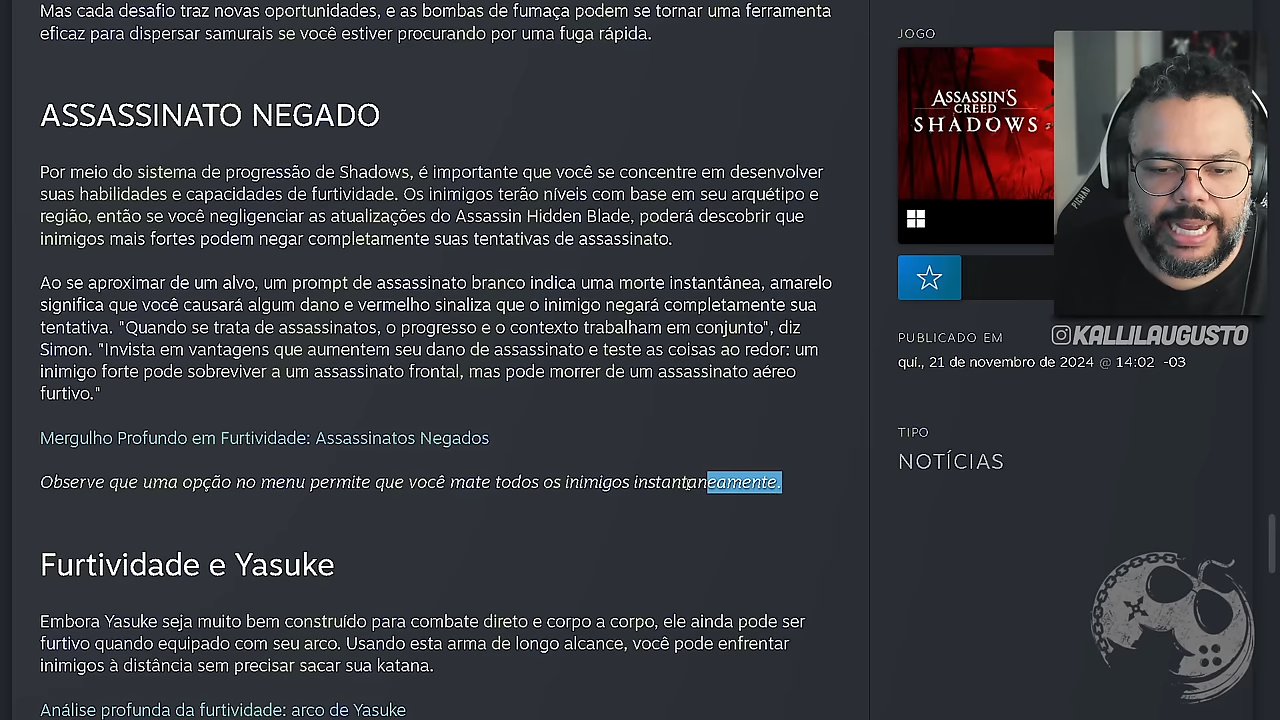 Mas cada desafio traz novas oportunidades, e as bombas de fumaça podem se tornar uma ferramenta
eficaz para dispersar samurais se você estiver procurando por uma fuga rápida.
ASSASSINATO NEGADO
Por meio do sistema de progressão de Shadows, é importante que você se concentre em desenvolver
suas habilidades e capacidades de furtividade. Os inimigos terão níveis com base em seu arquétipo e
região, então se você negligenciar as atualizações do Assassin Hidden Blade, poderá descobrir que
inimigos mais fortes podem negar completamente suas tentativas de assassinato.
Ao se aproximar de um alvo, um prompt de assassinato branco indica uma morte instantânea, amarelo
significa que você causará algum dano e vermelho sinaliza que o inimigo negará completamente sua
tentativa. "Quando se trata de assassinatos, o progresso e o contexto trabalham em conjunto", diz
Simon. "Invista em vantagens que aumentem seu dano de assassinato e teste as coisas ao redor: um
inimigo forte pode sobreviver a um assassinato frontal, mas pode morrer de um assassinato aéreo
furtivo."
Mergulho Profundo em Furtividade: Assassinatos Negados
Observe que uma opção no menu permite que você mate todos os inimigos instantaneamente.
Furtividade e Yasuke
Embora Yasuke seja muito bem construído para combate direto e corpo a corpo, ele ainda pode ser
furtivo quando equipado com seu arco. Usando esta arma de longo alcance, você pode enfrentar
inimigos à distância sem precisar sacar sua katana.
Análise profunda da furtividade: arco de Yasuke
JOGO
ASSASSIN'S
CREED
SHADOWS
PICHAU
KALLILAUGUSTO
PUBLICADO EM
qui., 21 de novembro de 2024 @ 14:02 -03
TIPO
NOTÍCIAS